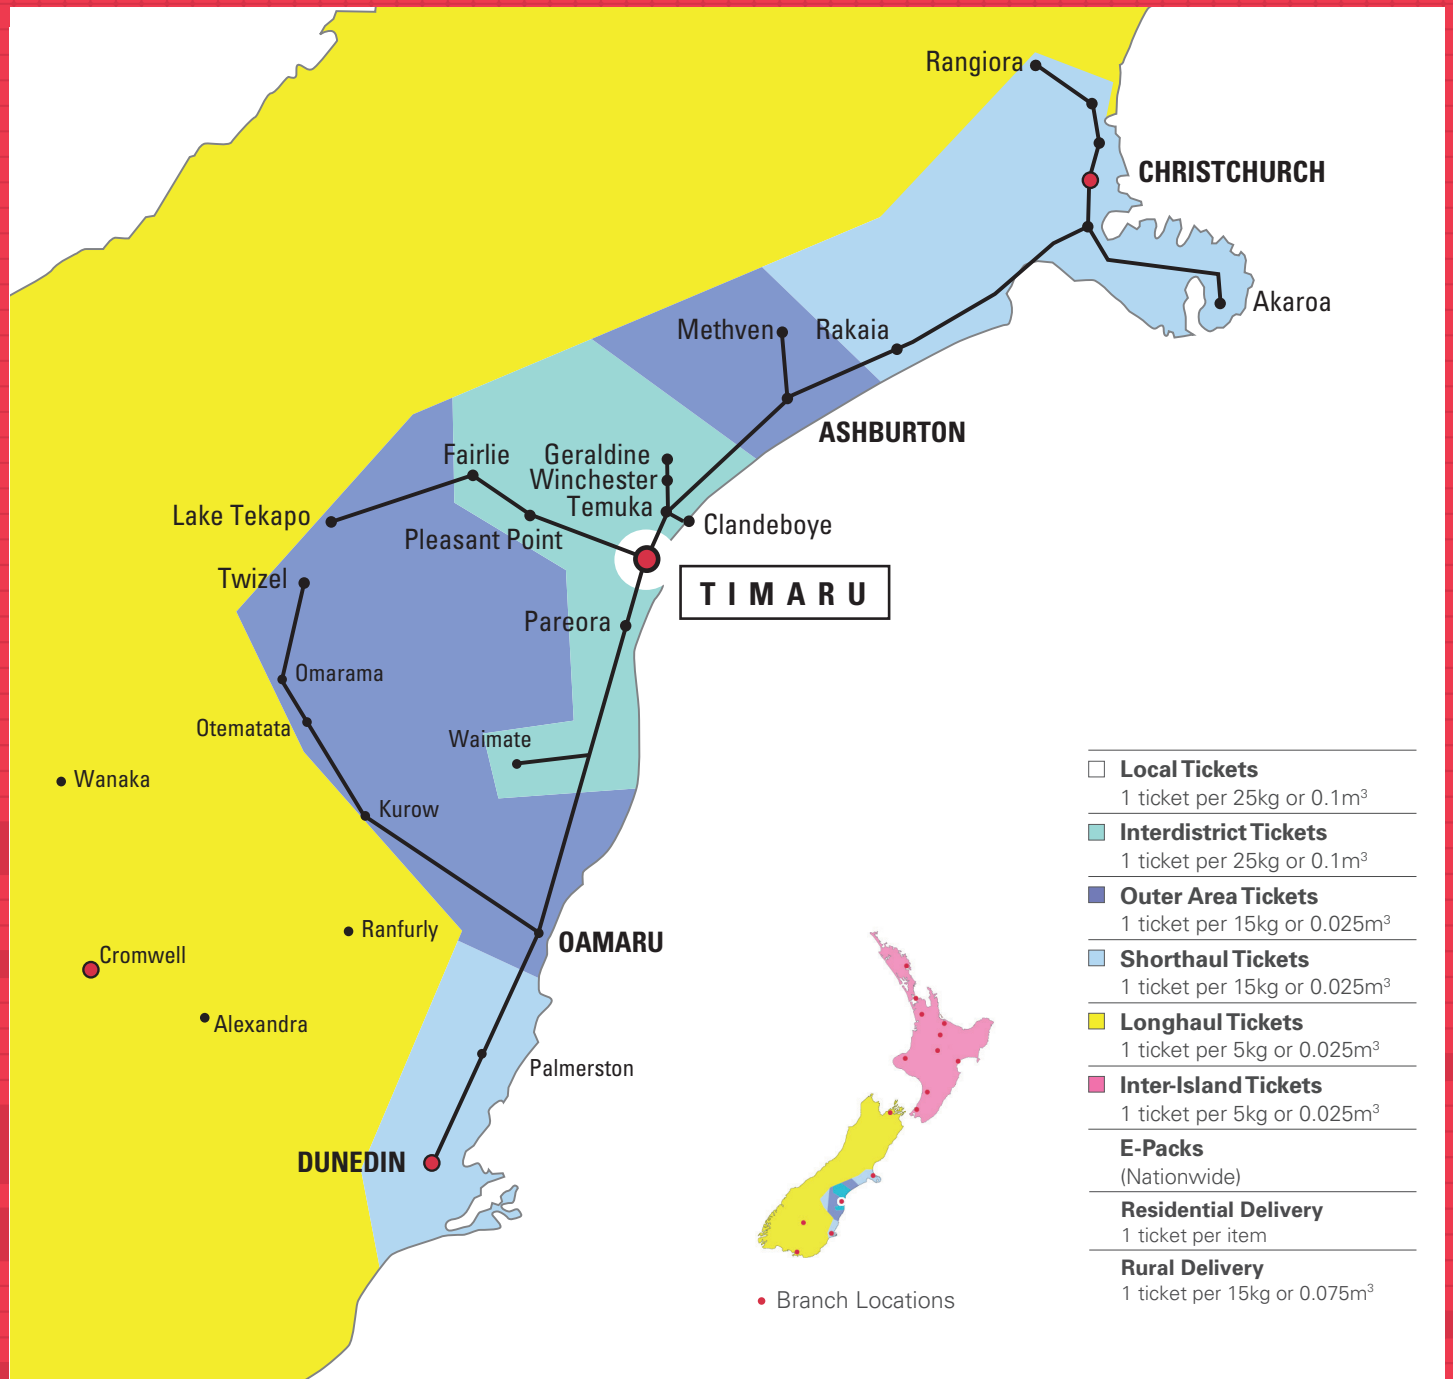 Rangiora
CHRISTCHURCH
Akaroa
Methven
Rakaia
ASHBURTON
Fairlie
Geraldine
Winchester
Temuka
Lake Tekapo
Clandeboye
Pleasant Point
Twizel
TIMARU
Pareora
Omarama
Otematata
Waimate
Wanaka
Kurow
Ranfurly
OAMARU
Cromwell
Alexandra
Palmerston
DUNEDIN
Local Tickets
1 ticket per 25kg or 0.1m³
Interdistrict Tickets
1 ticket per 25kg or 0.1m³
Outer Area Tickets
1 ticket per 15kg or 0.025m³
Shorthaul Tickets
1 ticket per 15kg or 0.025m³
Longhaul Tickets
1 ticket per 5kg or 0.025m³
Inter-Island Tickets
1 ticket per 5kg or 0.025m³
E-Packs
(Nationwide)
Residential Delivery
1 ticket per item
Rural Delivery
1 ticket per 15kg or 0.075m³
Branch Locations